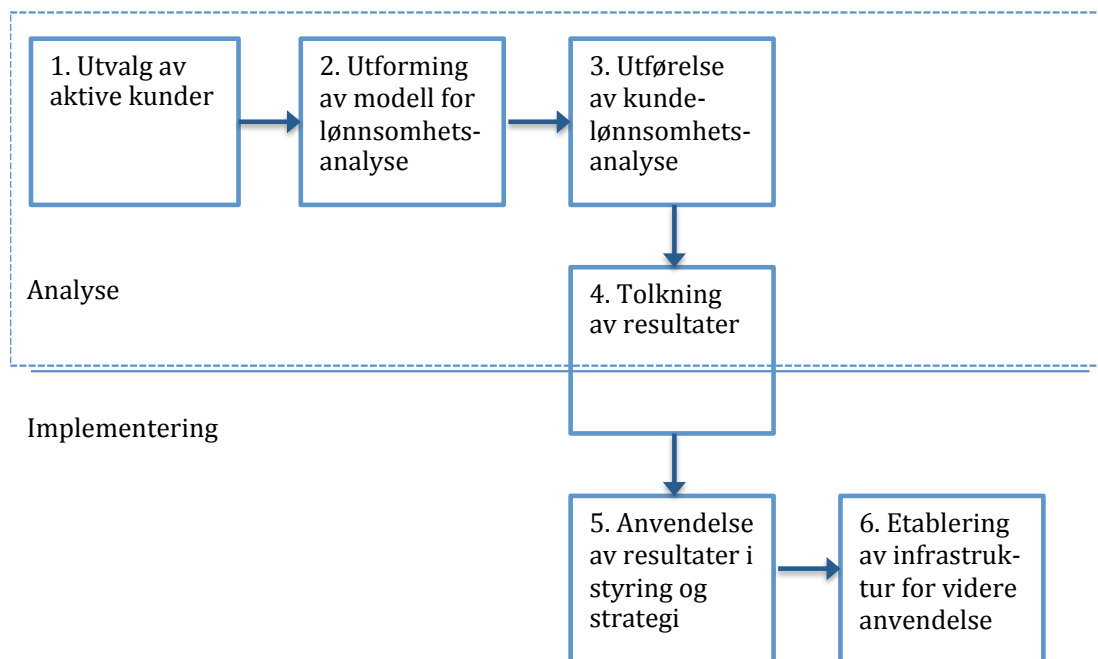 1. Utvalg av
aktive kunder
2. Utforming
av modell for
lønnsomhets-
analyse
3. Utførelse
av kunde-
lønnsomhets-
analyse
Analyse
4. Tolkning
av resultater
Implementering
5. Anvendelse
av resultater i
styring og
strategi
6. Etablering
av infrastruk-
tur for videre
anvendelse